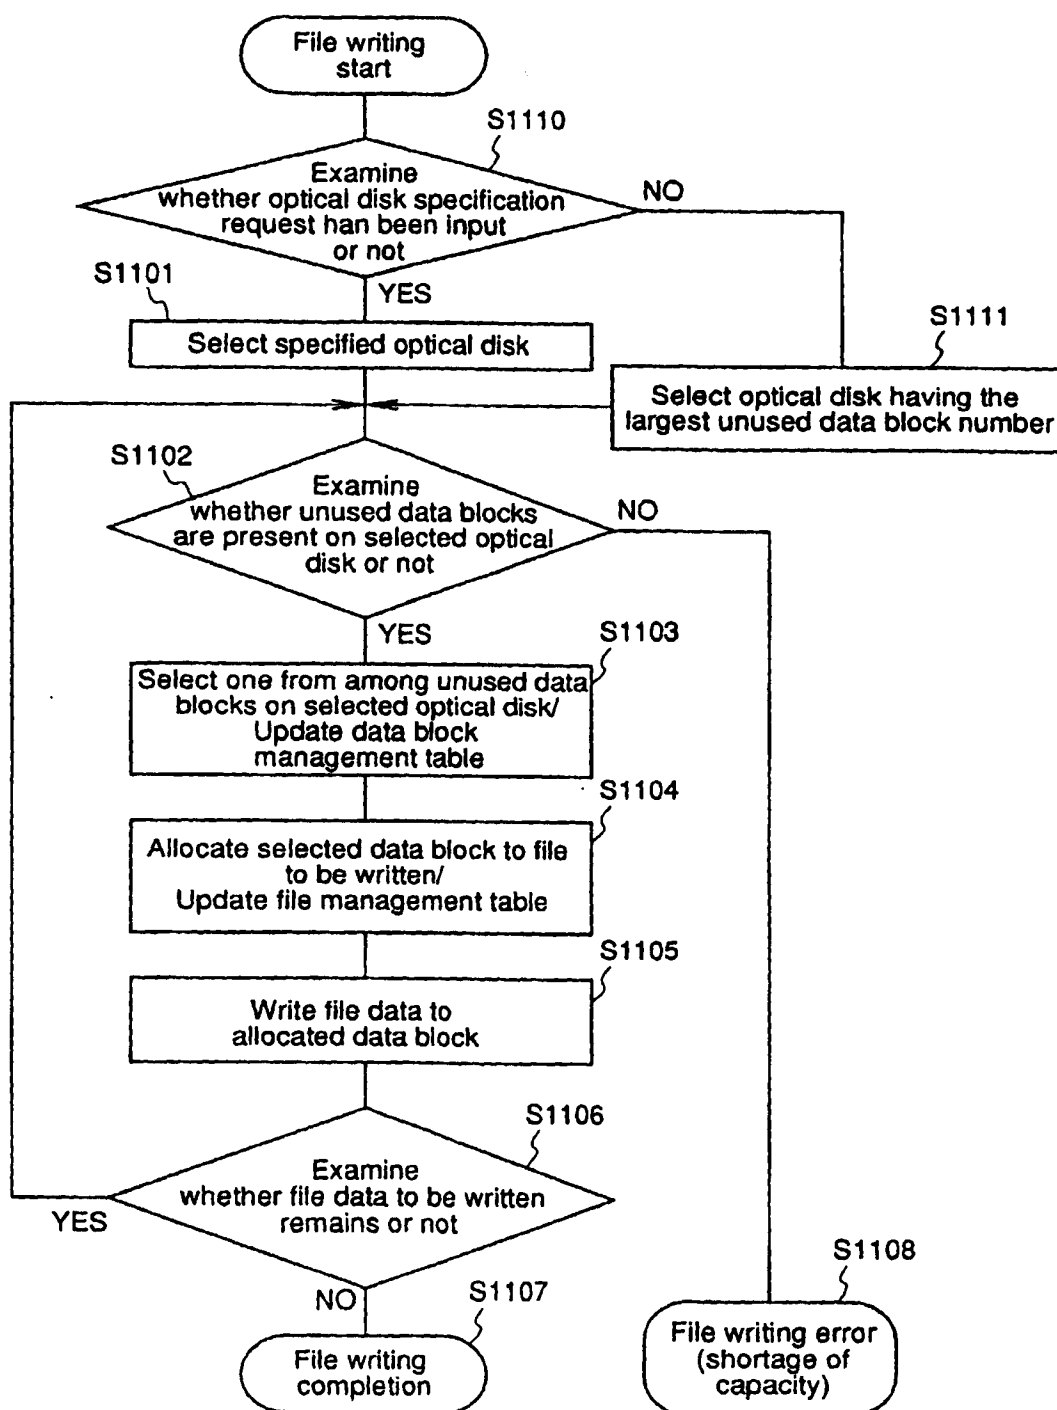 File writing
start
S1110
Examine
whether optical disk specification
request han been input
or not
NO
S1101
YES
Select specified optical disk
S1111
Select optical disk having the
largest unused data block number
S1102
Examine
whether unused data blocks
are present on selected optical
disk or not
NO
YES
S1103
Select one from among unused data
blocks on selected optical disk/
Update data block
management table
S1104
Allocate selected data block to file
to be written/
Update file management table
S1105
Write file data to
allocated data block
S1106
Examine
whether file data to be written
remains or not
YES
NO
S1107
File writing
completion
S1108
File writing error
(shortage of
capacity)